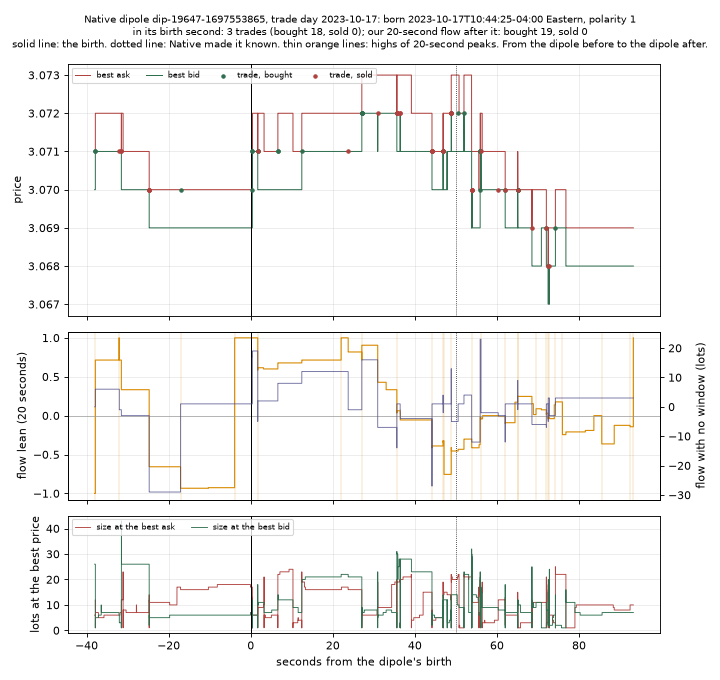 Native dipole dip-19647-1697553865, trade day 2023-10-17: born 2023-10-17T10:44:25-04:00 Eastern, polarity 1
in its birth second: 3 trades (bought 18, sold 0); our 20-second flow after it: bought 19, sold 0
solid line: the birth. dotted line: Native made it known. thin orange lines: highs of 20-second peaks. From the dipole before to the dipole after.
best ask best bid trade, bought trade, sold
3.073
3.072
3.071
3.070
3.069
3.068
3.067
price
1.0
0.5
0.0
−0.5
−1.0
flow lean (20 seconds)
20
10
0
−10
−20
−30
flow with no window (lots)
size at the best ask size at the best bid
40
30
20
10
0
lots at the best price
−40 −20 0 20 40 60 80
seconds from the dipole's birth